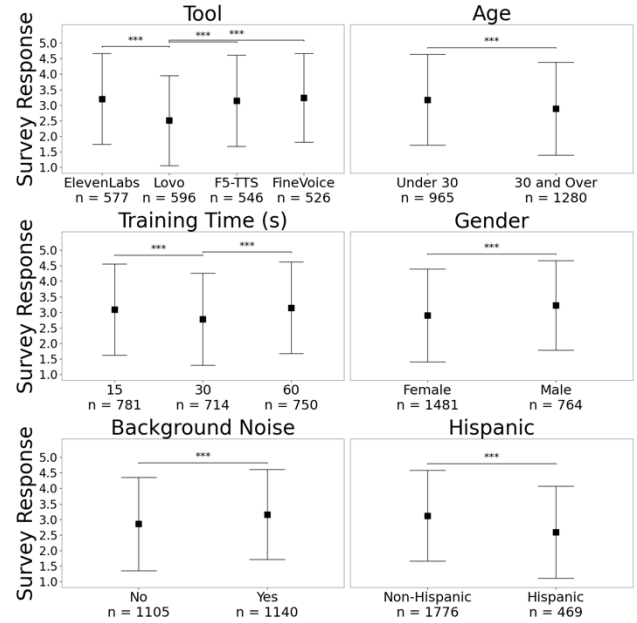 Tool
Survey Response
5.0
4.5
4.0
3.5
3.0
2.5
2.0
1.5
1.0
***
***
***
ElevenLabs
n = 577
Lovo
n = 596
F5-TTS
n = 546
FineVoice
n = 526
Age
***
Under 30
n = 965
30 and Over
n = 1280
Training Time (s)
Survey Response
5.0
4.5
4.0
3.5
3.0
2.5
2.0
1.5
1.0
***
***
15
n = 781
30
n = 714
60
n = 750
Gender
***
Female
n = 1481
Male
n = 764
Background Noise
Survey Response
5.0
4.5
4.0
3.5
3.0
2.5
2.0
1.5
1.0
***
No
n = 1105
Yes
n = 1140
Hispanic
***
Non-Hispanic
n = 1776
Hispanic
n = 469